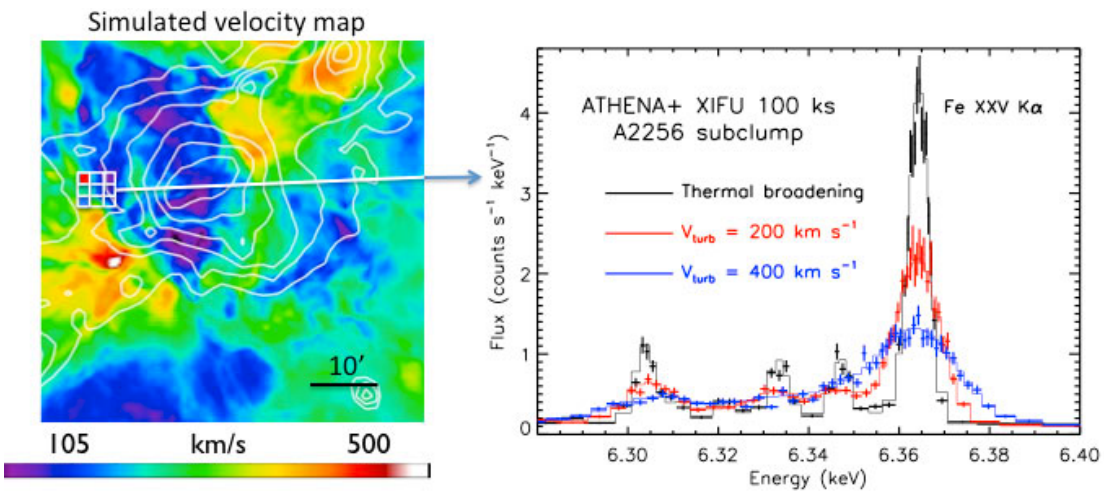 Simulated velocity map
10’
105 km/s 500
ATHENA+ XIFU 100 ks
A2256 subclump
Fe XXV Kα
Thermal broadening
V_turb = 200 km s⁻¹
V_turb = 400 km s⁻¹
Flux (counts s⁻¹ keV⁻¹)
4
3
2
1
0
6.30 6.32 6.34 6.36 6.38 6.40
Energy (keV)